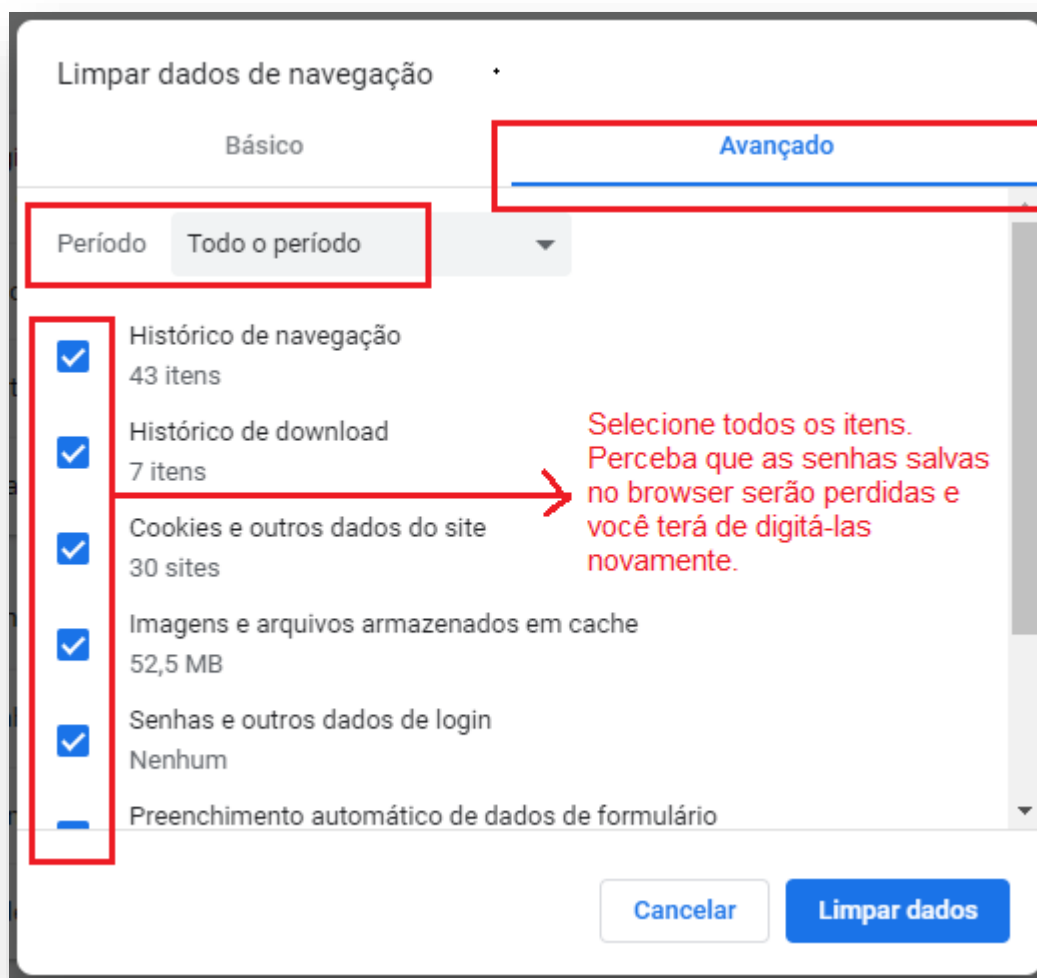 Limpar dados de navegação
Básico
Avançado
Período
Todo o período
Histórico de navegação
43 itens
Histórico de download
7 itens
Cookies e outros dados do site
30 sites
Imagens e arquivos armazenados em cache
52,5 MB
Senhas e outros dados de login
Nenhum
Preenchimento automático de dados de formulário
Selecione todos os itens.
Perceba que as senhas salvas
no browser serão perdidas e
você terá de digitá-las
novamente.
Cancelar
Limpar dados